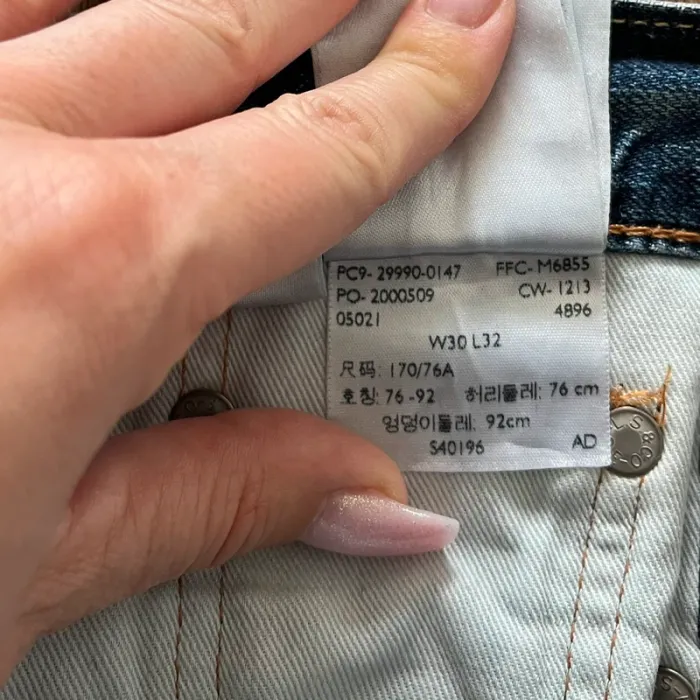 PC9- 29990-0147 FFC- M6855
PO- 2000509 CW- 1213
05021 4896
W30 L32
尺码: 170/76A
호칭: 76 -92 허리둘레: 76 cm
엉덩이둘레: 92cm
S40196 AD